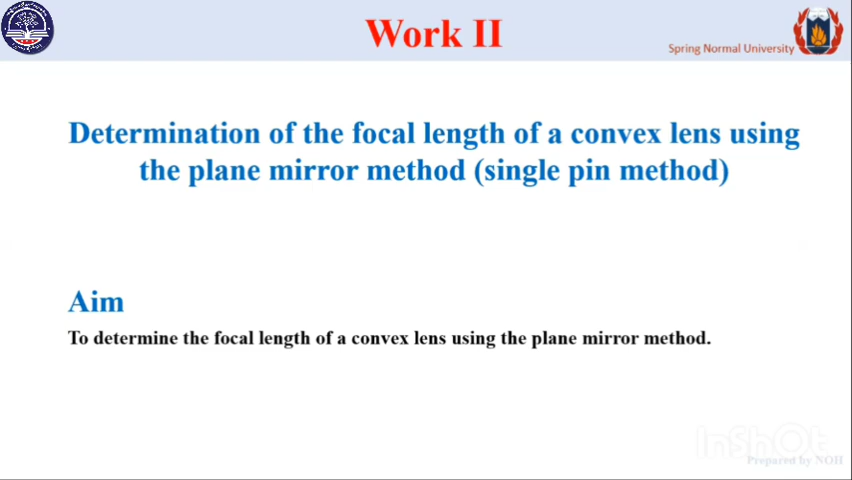 Work II
Spring Normal University
Determination of the focal length of a convex lens using
the plane mirror method (single pin method)
Aim
To determine the focal length of a convex lens using the plane mirror method.
InShOt
Prepared by NOH